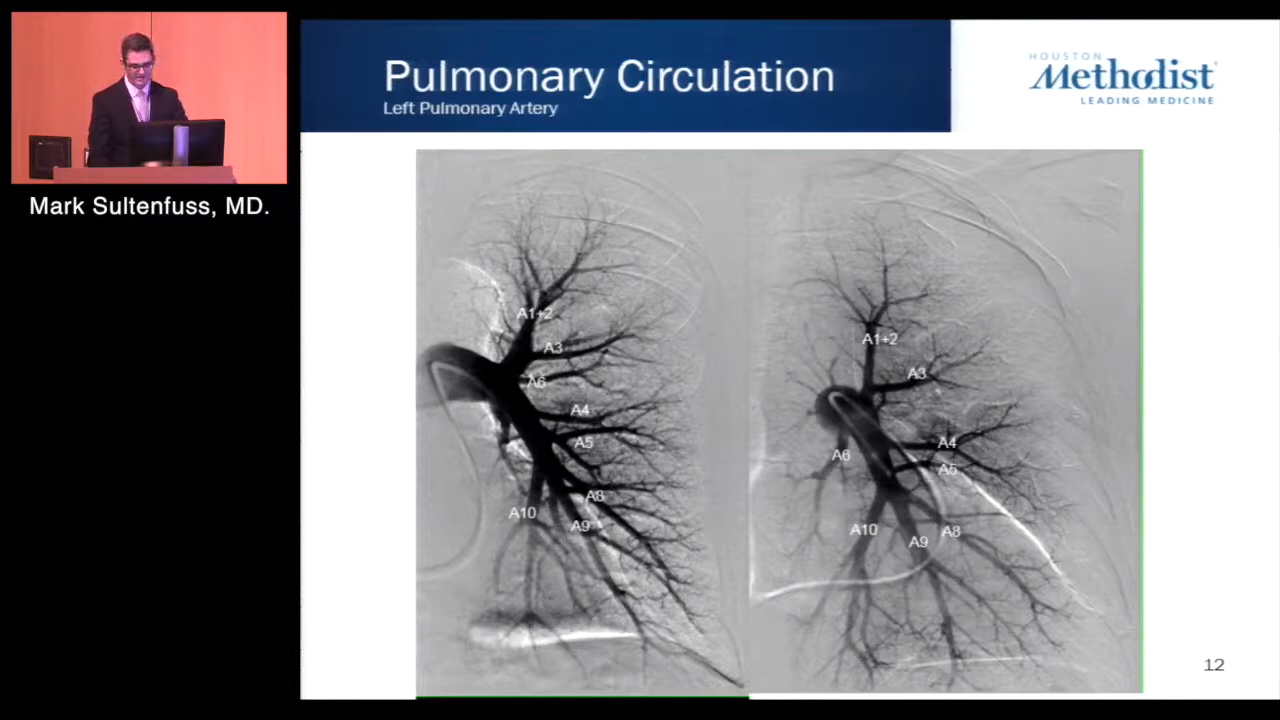 Pulmonary Circulation
Left Pulmonary Artery
HOUSTON
Methodist
LEADING MEDICINE
Mark Sultenfuss, MD.
A1+2
A3
A6
A4
A5
A8
A10
A9
A1+2
A3
A4
A6
A5
A10
A8
A9
12